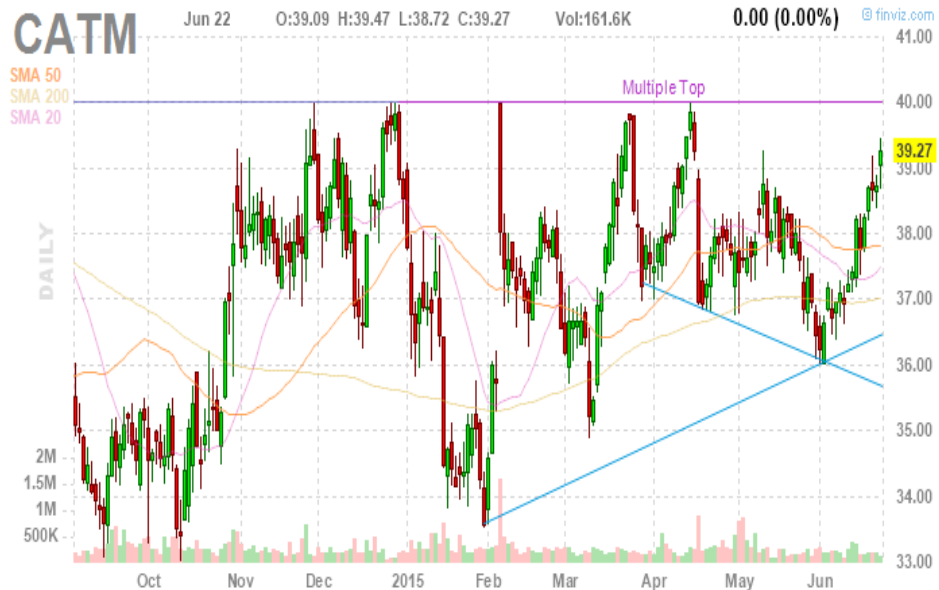 CATM Jun 22 O:39.09 H:39.47 L:38.72 C:39.27 Vol:161.6K 0.00 (0.00%) © finviz.com
41.00
SMA 50
SMA 200
SMA 20
Multiple Top
40.00
39.27
39.00
DAILY
38.00
37.00
36.00
35.00
2M
1.5M
34.00
1M
500K
33.00
Oct Nov Dec 2015 Feb Mar Apr May Jun